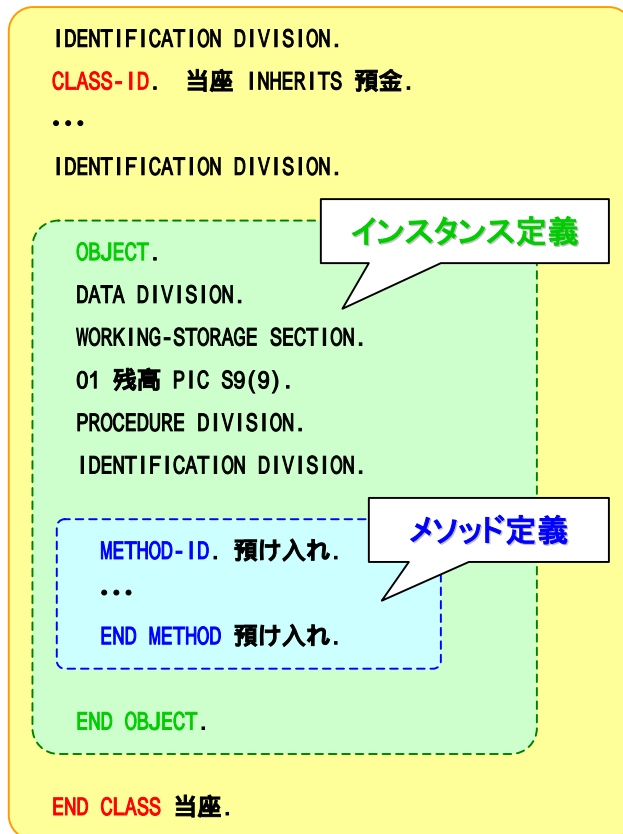 IDENTIFICATION DIVISION.
CLASS-ID. 当座 INHERITS 預金.
・・・
IDENTIFICATION DIVISION.
インスタンス定義
OBJECT.
DATA DIVISION.
WORKING-STORAGE SECTION.
01 残高 PIC S9(9).
PROCEDURE DIVISION.
IDENTIFICATION DIVISION.
メソッド定義
METHOD-ID. 預け入れ.
・・・
END METHOD 預け入れ.
END OBJECT.
END CLASS 当座.